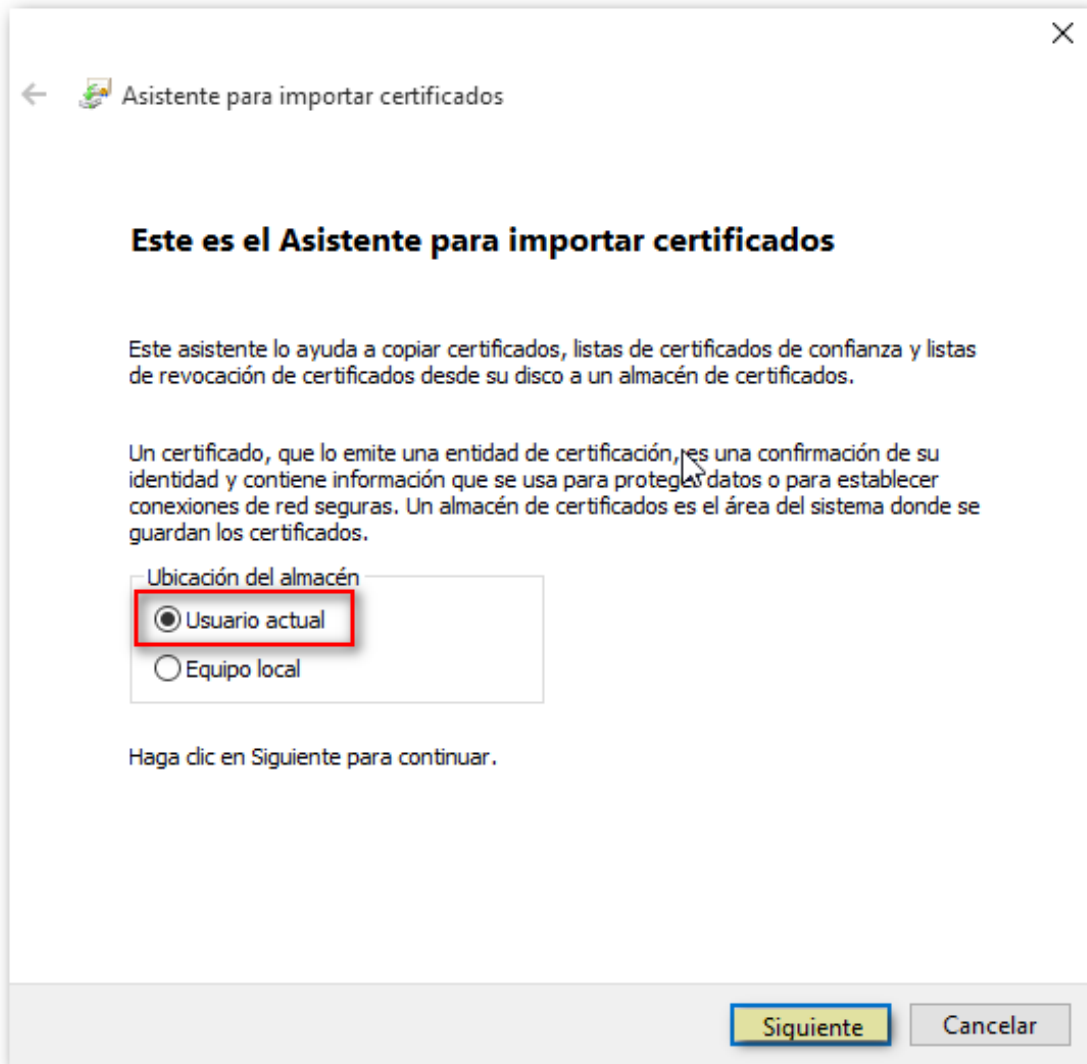 Asistente para importar certificados
Este es el Asistente para importar certificados
Este asistente lo ayuda a copiar certificados, listas de certificados de confianza y listas
de revocación de certificados desde su disco a un almacén de certificados.
Un certificado, que lo emite una entidad de certificación, es una confirmación de su
identidad y contiene información que se usa para proteger datos o para establecer
conexiones de red seguras. Un almacén de certificados es el área del sistema donde se
guardan los certificados.
Ubicación del almacén
Usuario actual
Equipo local
Haga clic en Siguiente para continuar.
Siguiente
Cancelar